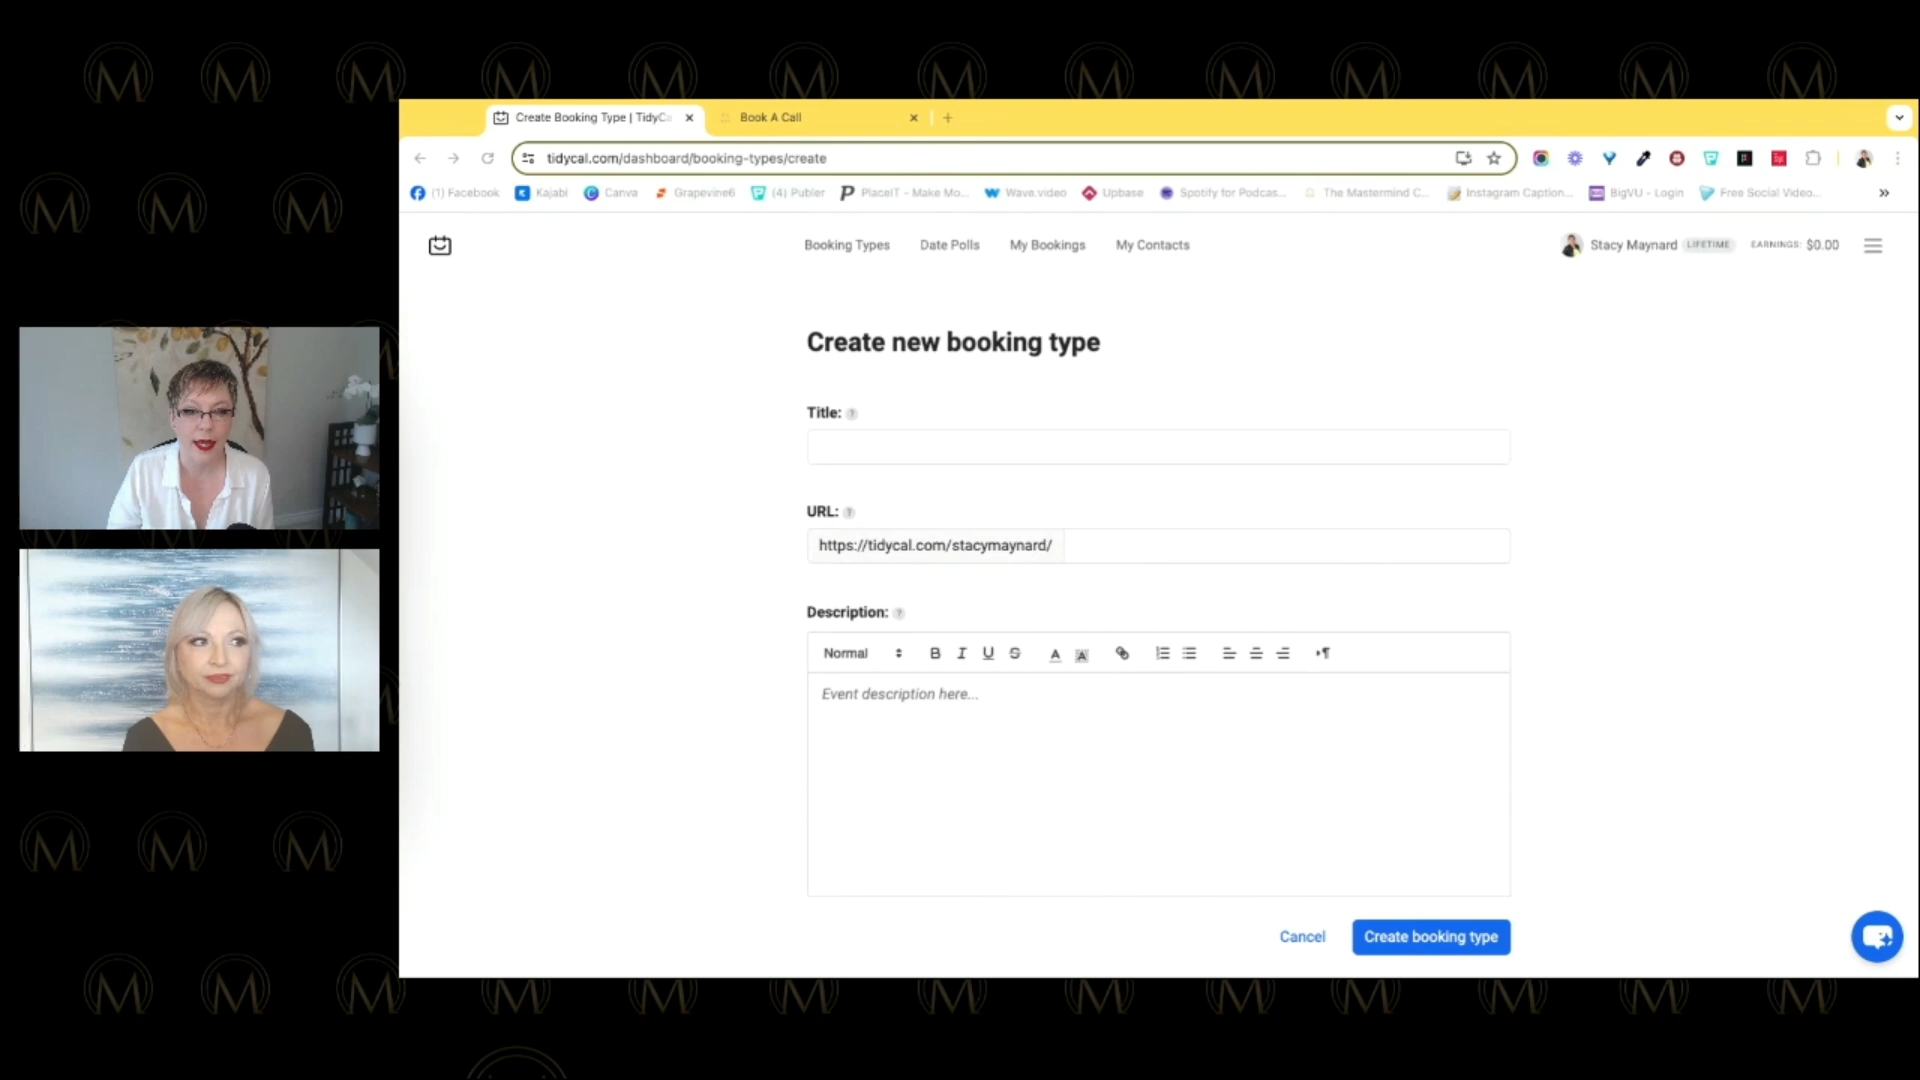 Create Booking Type | TidyCa
Book A Call
tidycal.com/dashboard/booking-types/create
(1) Facebook
Kajabi
Canva
Grapevine6
(4) Publer
PlaceIT - Make Mo...
Wave.video
Upbase
Spotify for Podcas...
The Mastermind C...
Instagram Caption...
BigVU - Login
Free Social Video...
Booking Types
Date Polls
My Bookings
My Contacts
Stacy Maynard
LIFETIME
EARNINGS: $0.00
Create new booking type
Title: ?
URL: ?
https://tidycal.com/stacymaynard/
Description: ?
Normal
Event description here...
Cancel
Create booking type